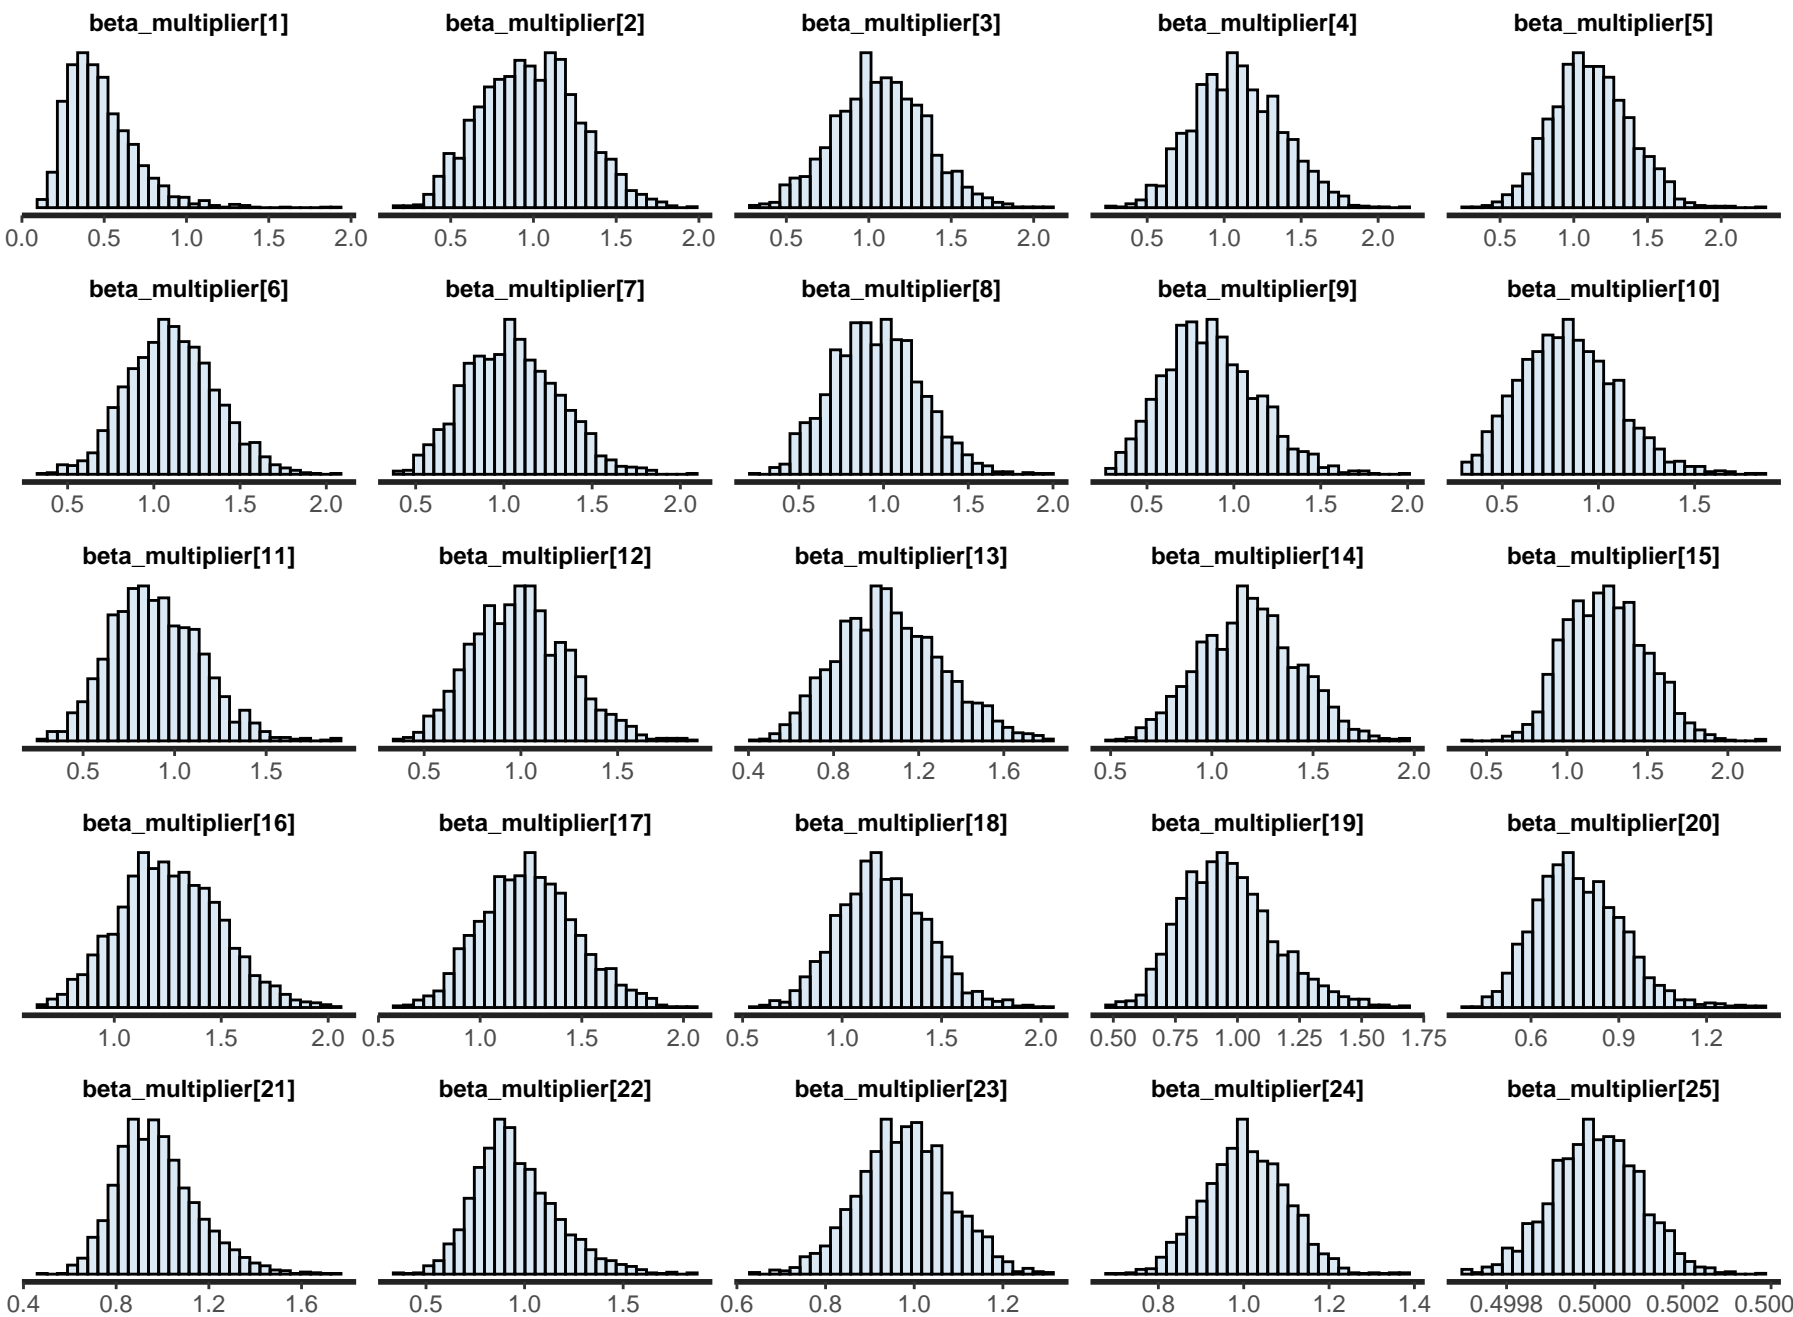 beta_multiplier[1] beta_multiplier[2] beta_multiplier[3] beta_multiplier[4] beta_multiplier[5]
0.0 0.5 1.0 1.5 2.0 0.5 1.0 1.5 2.0 0.5 1.0 1.5 2.0 0.5 1.0 1.5 2.0 0.5 1.0 1.5 2.0
beta_multiplier[6] beta_multiplier[7] beta_multiplier[8] beta_multiplier[9] beta_multiplier[10]
0.5 1.0 1.5 2.0 0.5 1.0 1.5 2.0 0.5 1.0 1.5 2.0 0.5 1.0 1.5 2.0 0.5 1.0 1.5
beta_multiplier[11] beta_multiplier[12] beta_multiplier[13] beta_multiplier[14] beta_multiplier[15]
0.5 1.0 1.5 0.5 1.0 1.5 0.4 0.8 1.2 1.6 0.5 1.0 1.5 2.0 0.5 1.0 1.5 2.0
beta_multiplier[16] beta_multiplier[17] beta_multiplier[18] beta_multiplier[19] beta_multiplier[20]
1.0 1.5 2.0 0.5 1.0 1.5 2.0 0.5 1.0 1.5 2.0 0.50 0.75 1.00 1.25 1.50 1.75 0.6 0.9 1.2
beta_multiplier[21] beta_multiplier[22] beta_multiplier[23] beta_multiplier[24] beta_multiplier[25]
0.4 0.8 1.2 1.6 0.5 1.0 1.5 0.6 0.8 1.0 1.2 0.8 1.0 1.2 1.4 0.4998 0.5000 0.5002 0.500